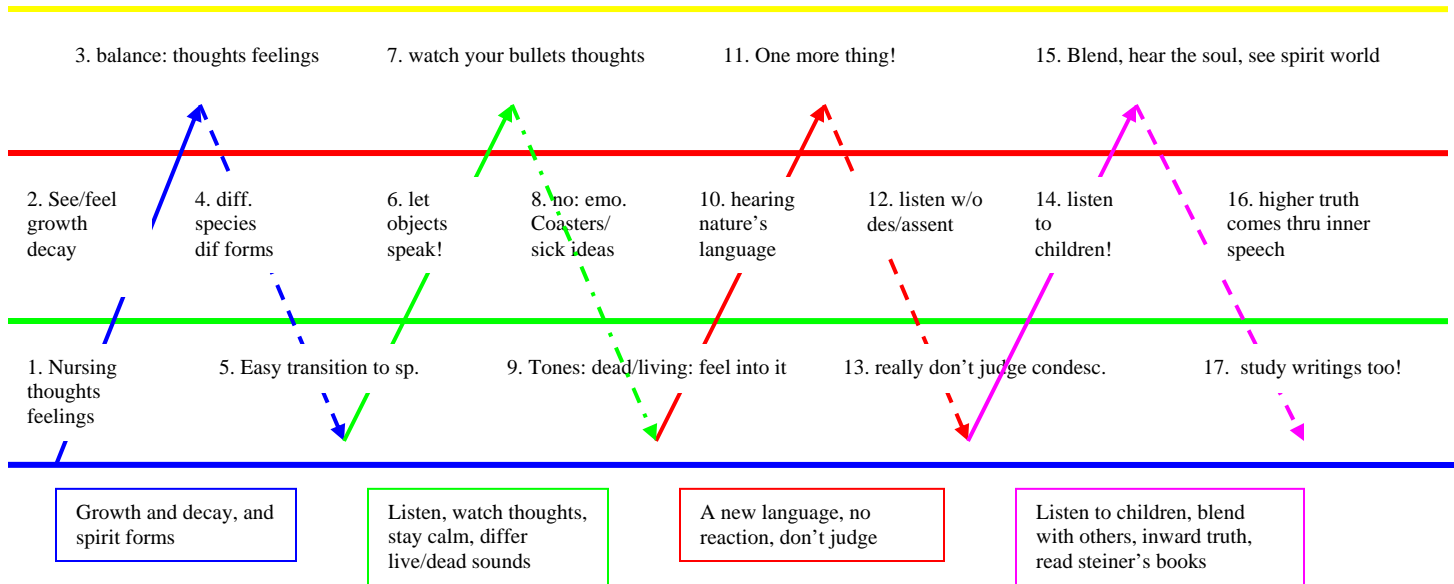 3. balance: thoughts feelings
7. watch your bullets thoughts
11. One more thing!
15. Blend, hear the soul, see spirit world
2. See/feel
growth
decay
4. diff.
species
dif forms
6. let
objects
speak!
8. no: emo.
Coasters/
sick ideas
10. hearing
nature's
language
12. listen w/o
des/assent
14. listen
to
children!
16. higher truth
comes thru inner
speech
1. Nursing
thoughts
feelings
5. Easy transition to sp.
9. Tones: dead/living: feel into it
13. really don't judge condesc.
17. study writings too!
Growth and decay, and
spirit forms
Listen, watch thoughts,
stay calm, differ
live/dead sounds
A new language, no
reaction, don't judge
Listen to children, blend
with others, inward truth,
read steiner's books